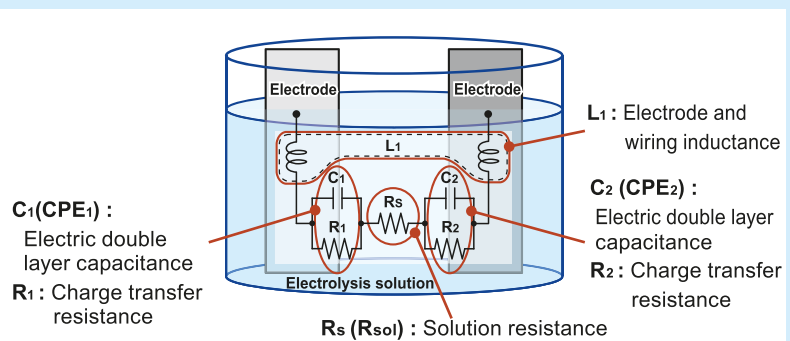 Electrode
Electrode
L₁ : Electrode and
wiring inductance
L₁
C₁
C₂
Rs
R₁
R₂
C₁(CPE₁) :
Electric double
layer capacitance
R₁ : Charge transfer
resistance
C₂ (CPE₂) :
Electric double layer
capacitance
R₂ : Charge transfer
resistance
Electrolysis solution
Rs (Rsol) : Solution resistance